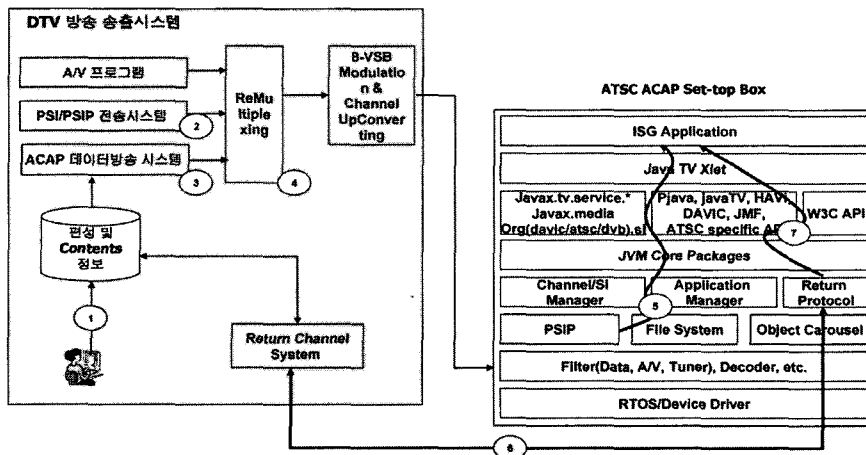 DTV 방송 송출시스템
A/V 프로그램
PSI/PSIP 전송시스템
2
ACAP 데이터방송 시스템
3
ReMu
ltiple
xing
4
8-VSB
Modulatio
n &
Channel
UpConver
ting
편성 및
Contents
정보
1
Return Channel
System
6
ATSC ACAP Set-top Box
ISG Application
Java TV Xlet
Javax.tv.service.*
Javax.media
Org(davic/atsc/dvb).si
Pjava, javaTV, HAVi,
DAVIC, JMF,
ATSC specific API
7
W3C API
JVM Core Packages
Channel/SI
Manager
5
Application
Manager
Return
Protocol
PSIP
File System
Object Carousel
Filter(Data, A/V, Tuner), Decoder, etc.
RTOS/Device Driver